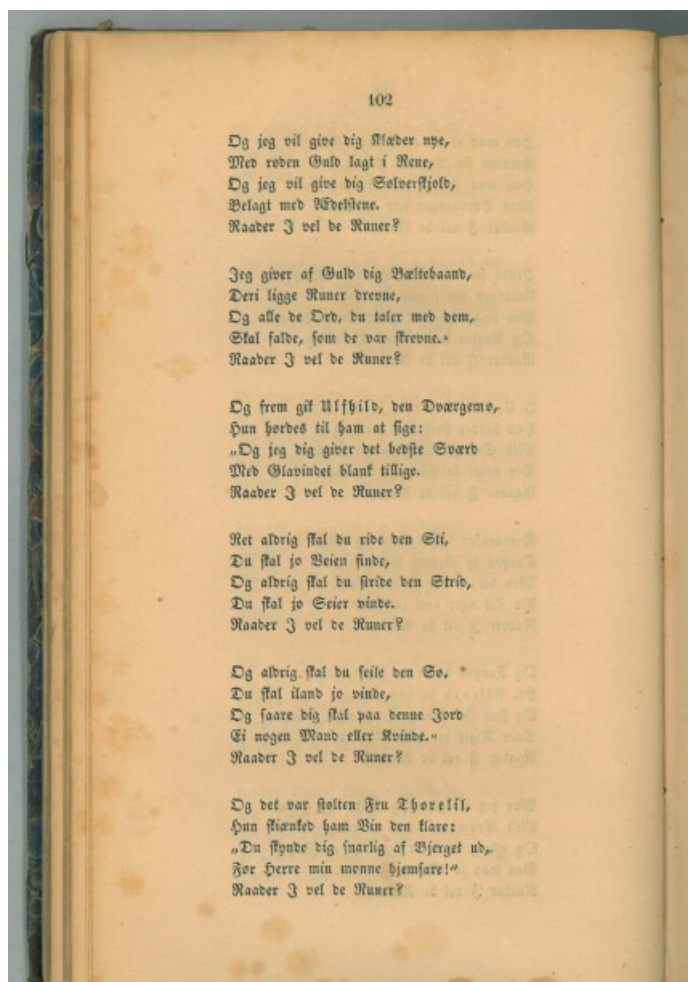 102
Og jeg vil give dig Klæder nye,
Med røden Guld lagt i Rene,
Og jeg vil give dig Sølverskjold,
Belagt med Ædelstene.
Raader I vel de Runer?
Jeg giver af Guld dig Bæltebaand,
Deri ligge Runer drevne,
Og alle de Ord, du taler med dem,
Skal falde, som de var skrevne.“
Raader I vel de Runer?
Og frem gik Ulfhild, den Dværgemø,
Hun hørdes til ham at sige:
„Og jeg dig giver det bedste Sværd
Med Glavindet blank tillige.
Raader I vel de Runer?
Ret aldrig skal du ride den Sti,
Du skal jo Veien finde,
Og aldrig skal du stride den Strid,
Du skal jo Seier vinde.
Raader I vel de Runer?
Og aldrig skal du seile den Sø,
Du skal iland jo vinde,
Og saare dig skal paa denne Jord
Ei nogen Mand eller Kvinde.“
Raader I vel de Runer?
Og det var stolten Fru Thorelil,
Hun skiænked ham Vin den klare:
„Du skynde dig snarlig af Bjerget ud,
Før Herre min monne hjemfare!“
Raader I vel de Runer?